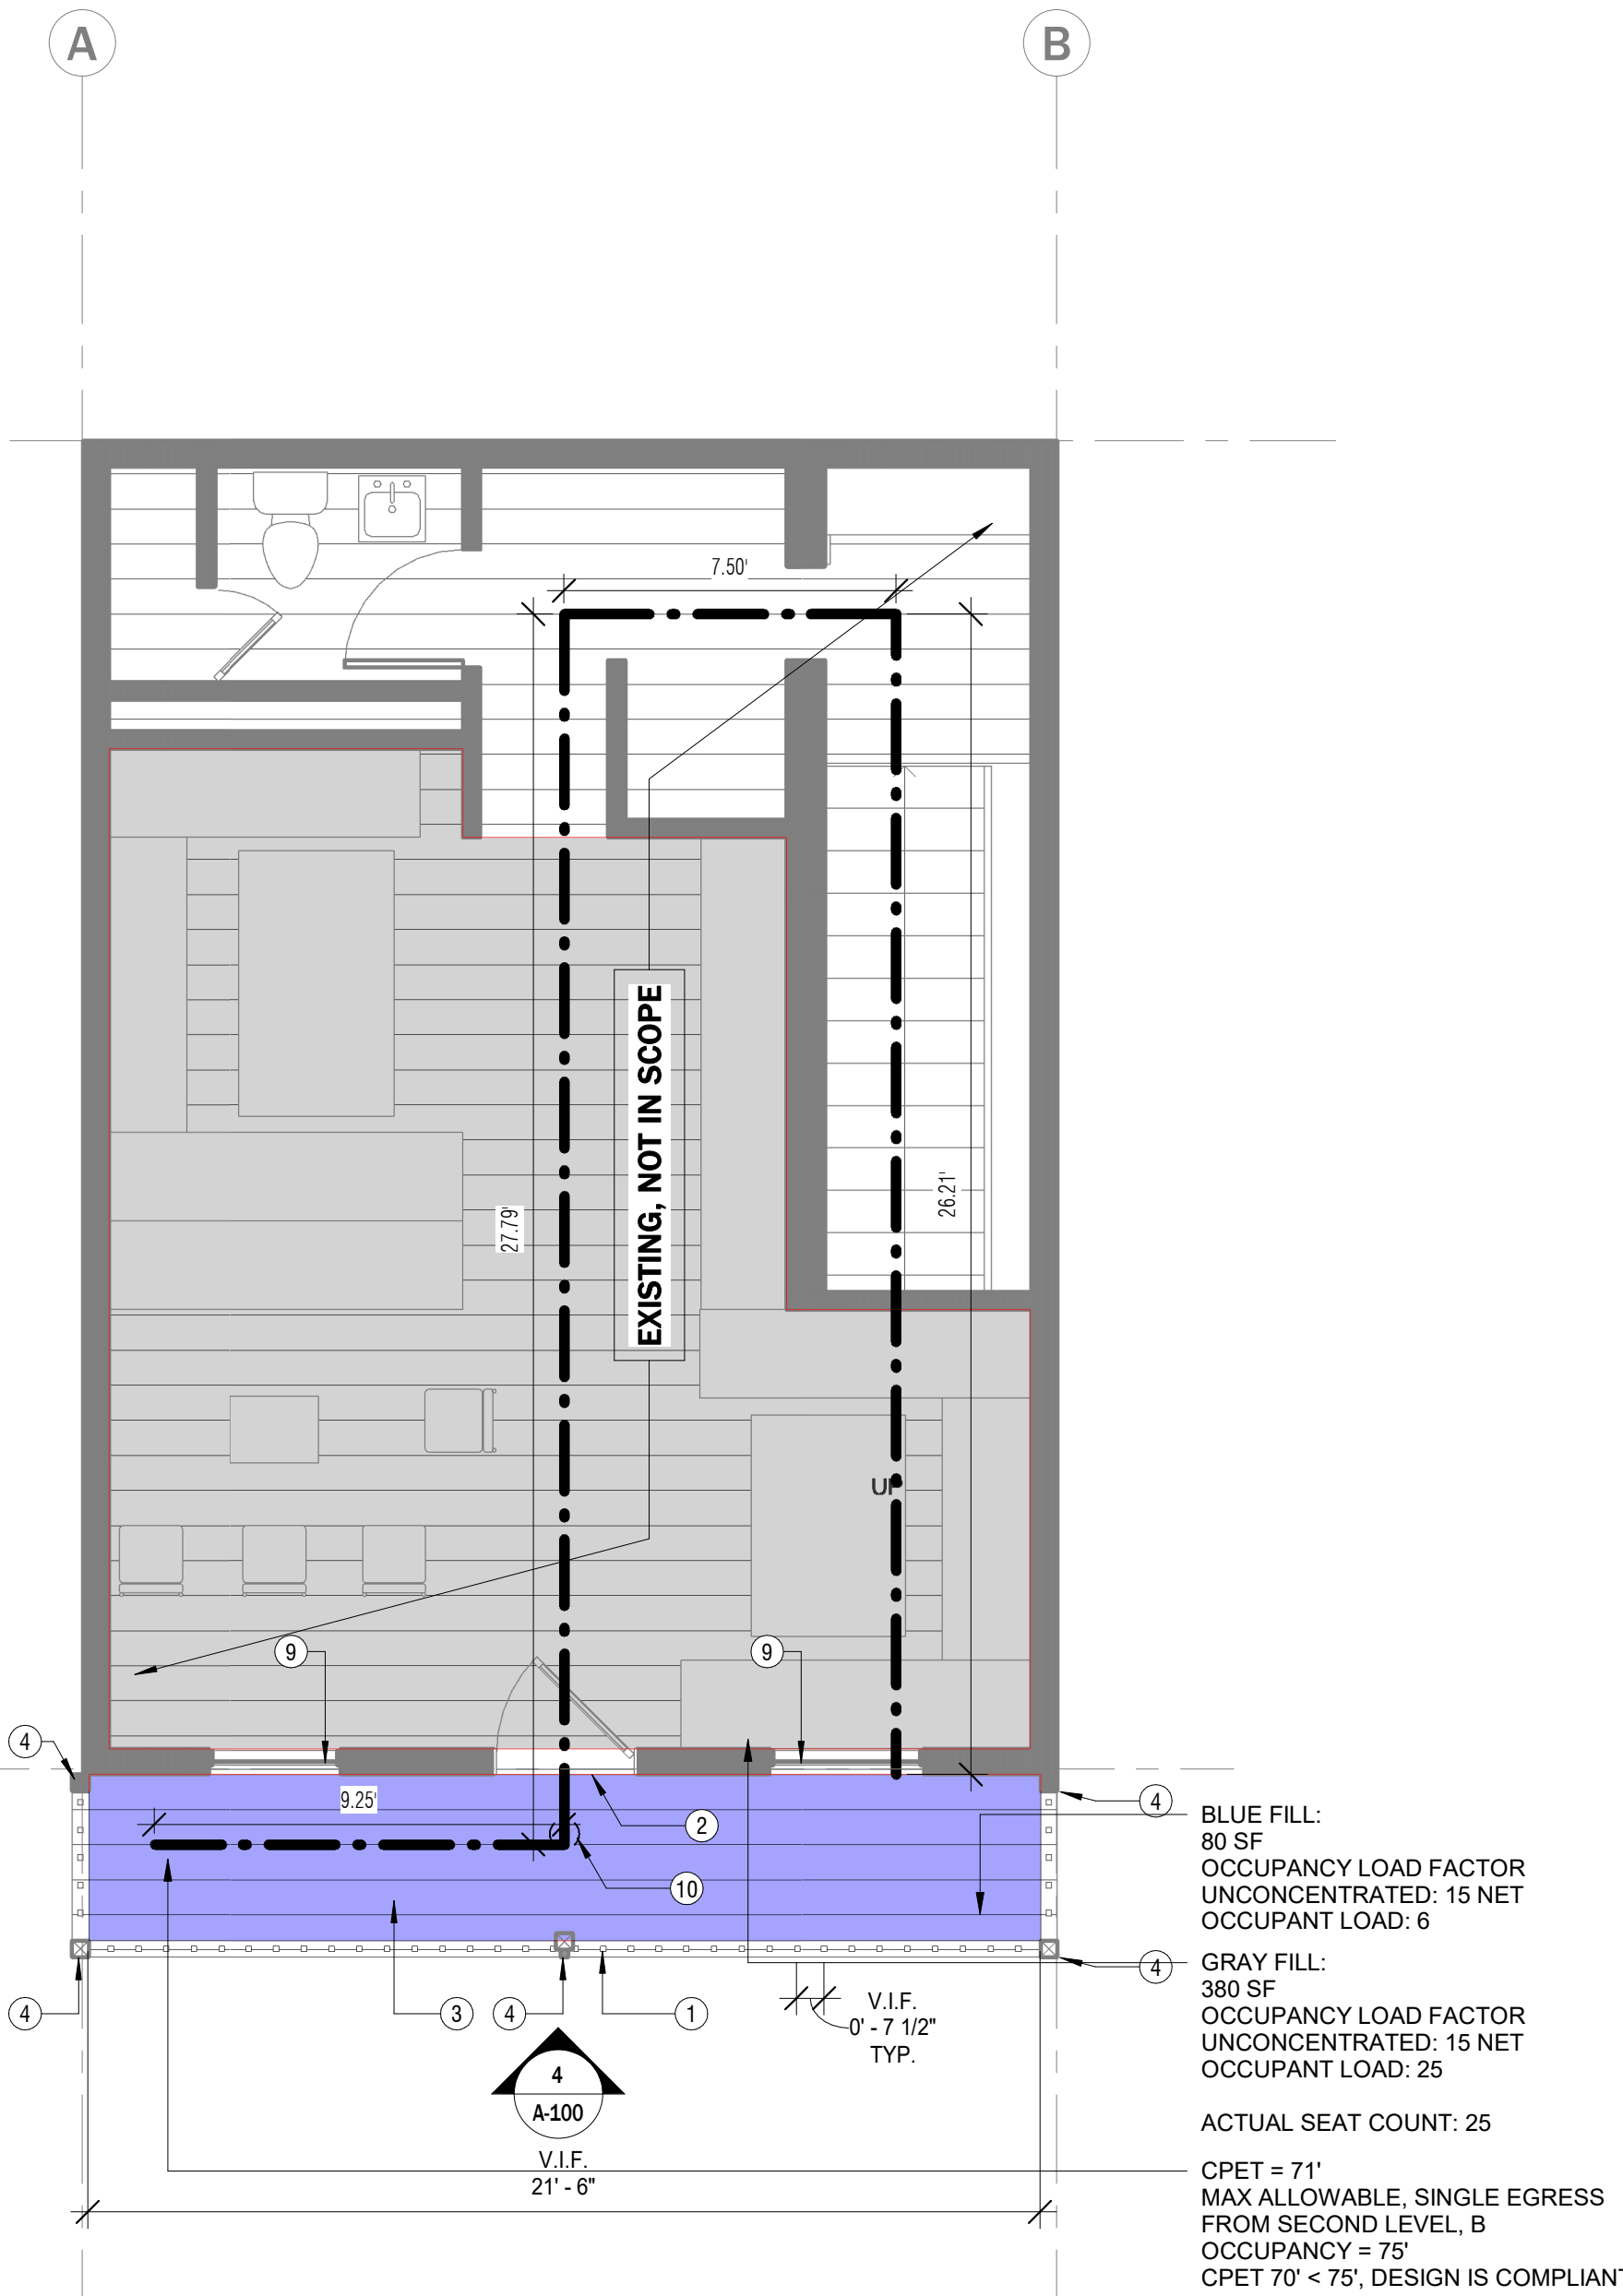 A
B
7.50'
EXISTING, NOT IN SCOPE
27.79'
26.21'
UP
9
9
4
9.25'
2
4
10
BLUE FILL:
80 SF
OCCUPANCY LOAD FACTOR
UNCONCENTRATED: 15 NET
OCCUPANT LOAD: 6
4
4
3
4
1
V.I.F.
0' - 7 1/2"
TYP.
GRAY FILL:
380 SF
OCCUPANCY LOAD FACTOR
UNCONCENTRATED: 15 NET
OCCUPANT LOAD: 25
4
A-100
ACTUAL SEAT COUNT: 25
V.I.F.
21' - 6"
CPET = 71'
MAX ALLOWABLE, SINGLE EGRESS
FROM SECOND LEVEL, B
OCCUPANCY = 75'
CPET 70' < 75', DESIGN IS COMPLIANT